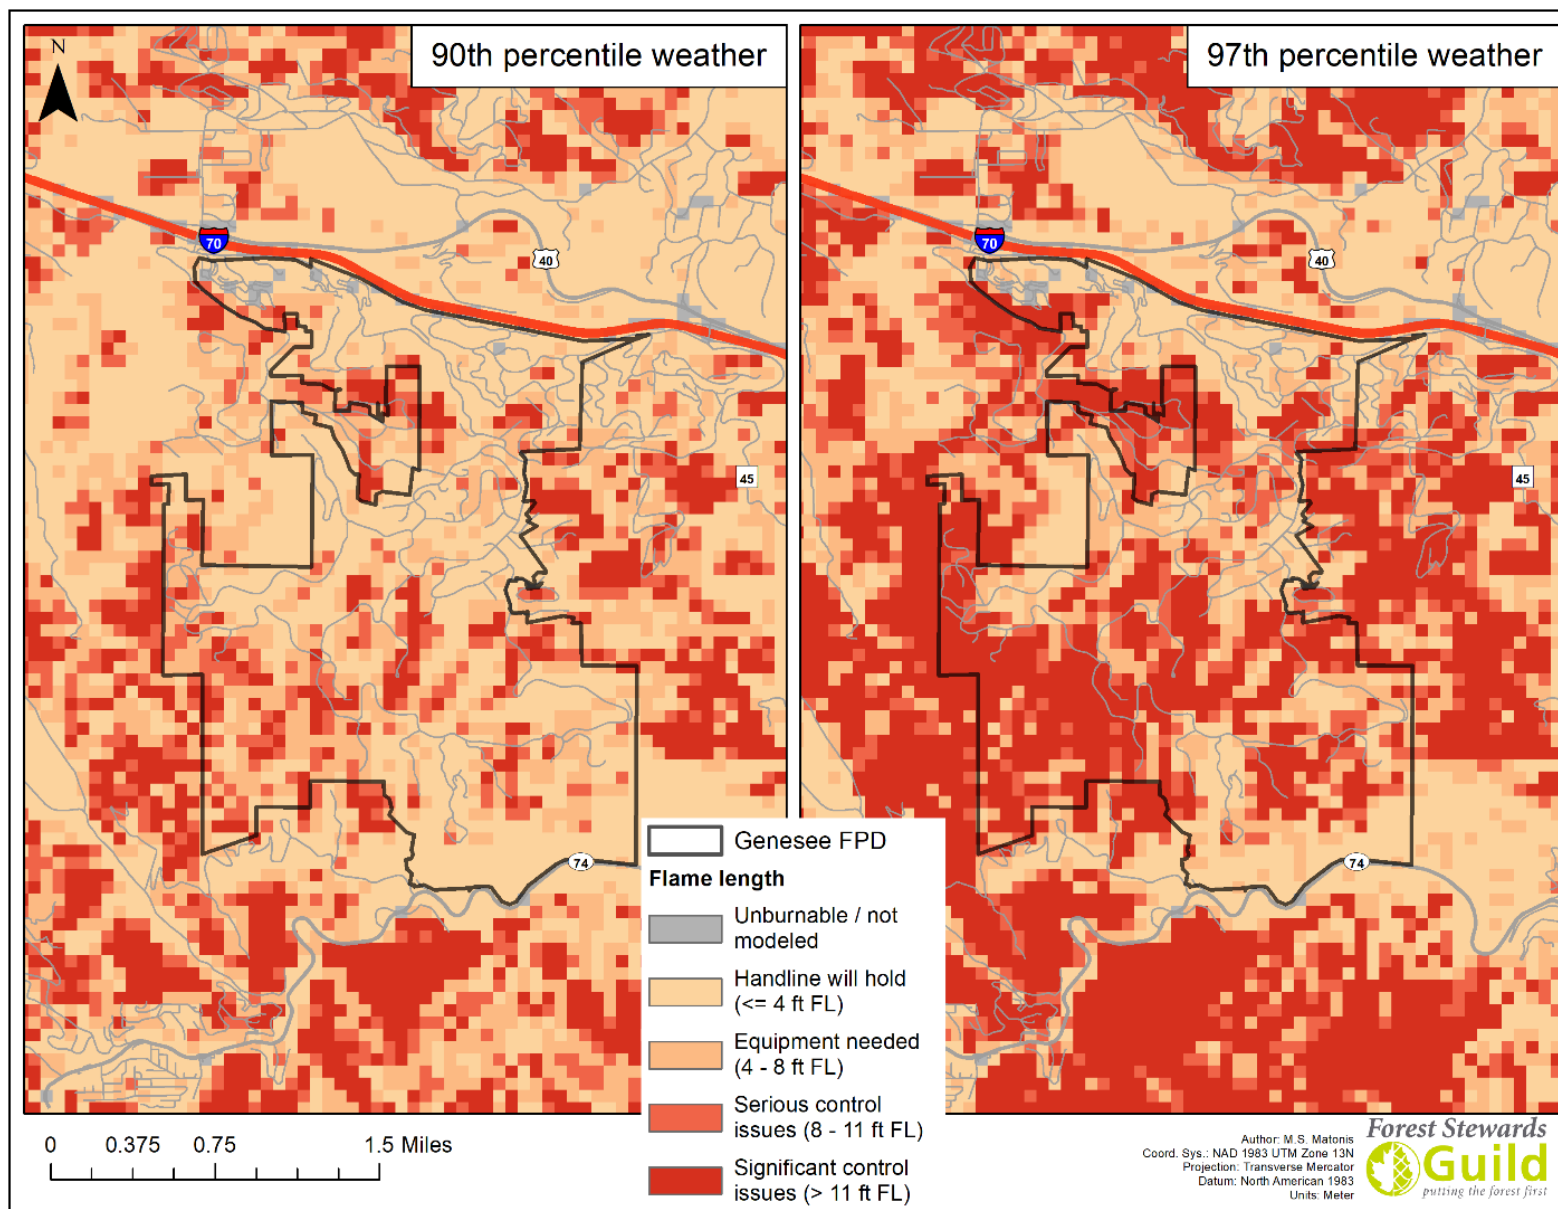 90th percentile weather
97th percentile weather
N
70
40
45
74
70
40
45
74
Genesee FPD
Flame length
Unburnable / not
modeled
Handline will hold
(<= 4 ft FL)
Equipment needed
(4 - 8 ft FL)
Serious control
issues (8 - 11 ft FL)
Significant control
issues (> 11 ft FL)
0 0.375 0.75 1.5 Miles
Author: M.S. Matonis
Coord. Sys.: NAD 1983 UTM Zone 13N
Projection: Transverse Mercator
Datum: North American 1983
Units: Meter
Forest Stewards
Guild
putting the forest first